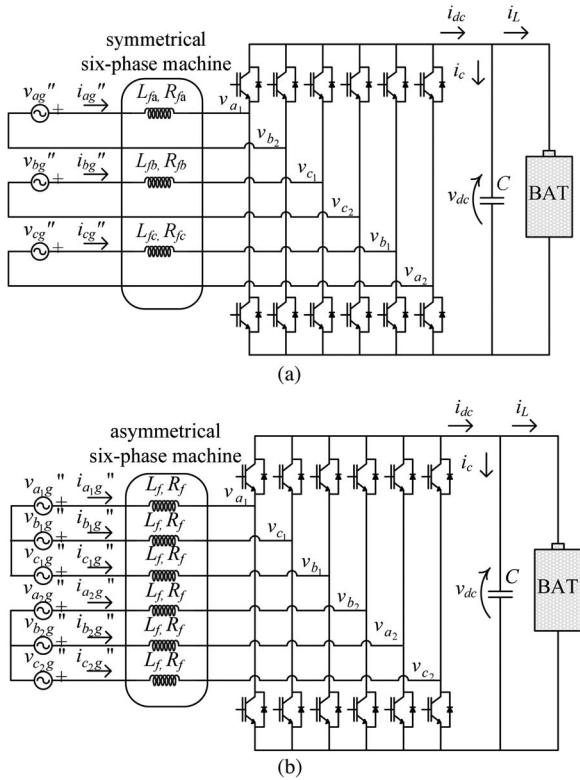 symmetrical
six-phase machine
i_dc i_L
v_ag" + i_ag" L_fa, R_fa v_a1 i_c
v_b2
v_bg" + i_bg" L_fb, R_fb v_c1 v_dc C BAT
v_c2
v_cg" + i_cg" L_fc, R_fc v_b1
v_a2
(a)
asymmetrical
six-phase machine
i_dc i_L
v_a1g" + i_a1g" L_f, R_f v_a1 i_c
v_b1g" + i_b1g" L_f, R_f v_c1
v_c1g" + i_c1g" L_f, R_f v_b1
v_a2g" + i_a2g" L_f, R_f v_b2 v_dc C BAT
v_b2g" + i_b2g" L_f, R_f v_a2
v_c2g" + i_c2g" L_f, R_f v_c2
(b)